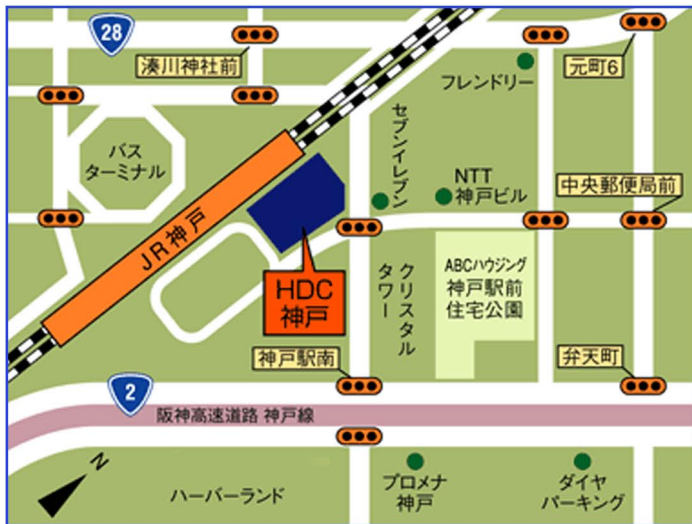 28
湊川神社前
元町6
フレンドリー
バス
ターミナル
セブンイレブン
NTT
神戸ビル
中央郵便局前
JR神戸
HDC
神戸
クリスタル
タワー
ABCハウジング
神戸駅前
住宅公園
神戸駅南
弁天町
2
阪神高速道路 神戸線
N
ハーバーランド
プロメナ
神戸
ダイヤ
パーキング